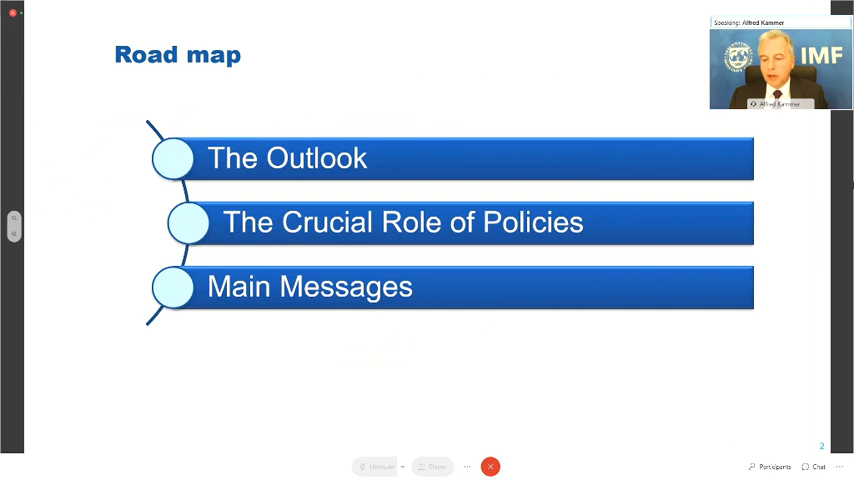 Road map
Speaking: Alfred Kammer
IMF
Alfred Kammer
The Outlook
The Crucial Role of Policies
Main Messages
2
Unmute
Share
Participants
Chat